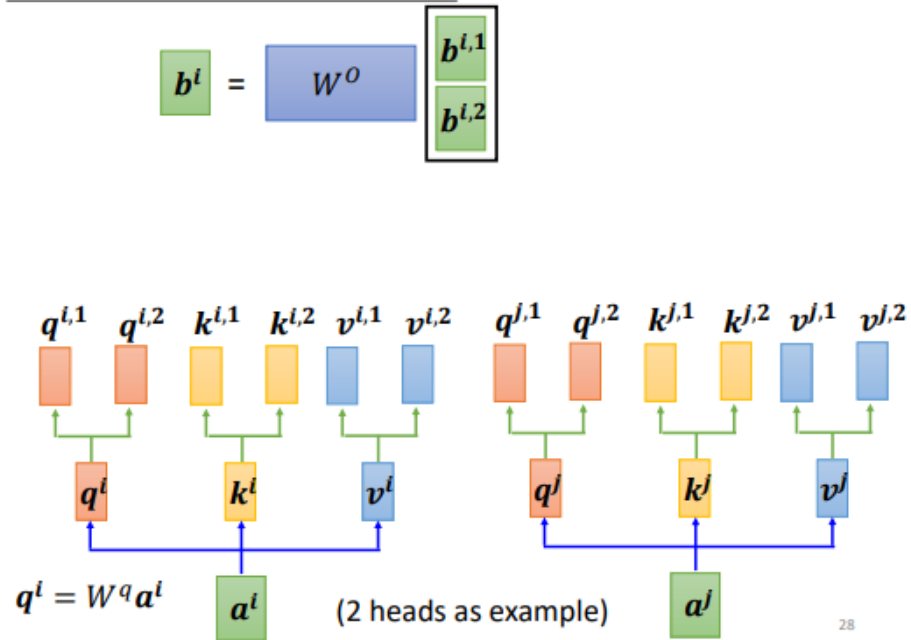 b^i = W^O b^{i,1}
b^{i,2}
q^{i,1} q^{i,2} k^{i,1} k^{i,2} v^{i,1} v^{i,2} q^{j,1} q^{j,2} k^{j,1} k^{j,2} v^{j,1} v^{j,2}
q^i k^i v^i q^j k^j v^j
q^i = W^q a^i a^i (2 heads as example) a^j
28